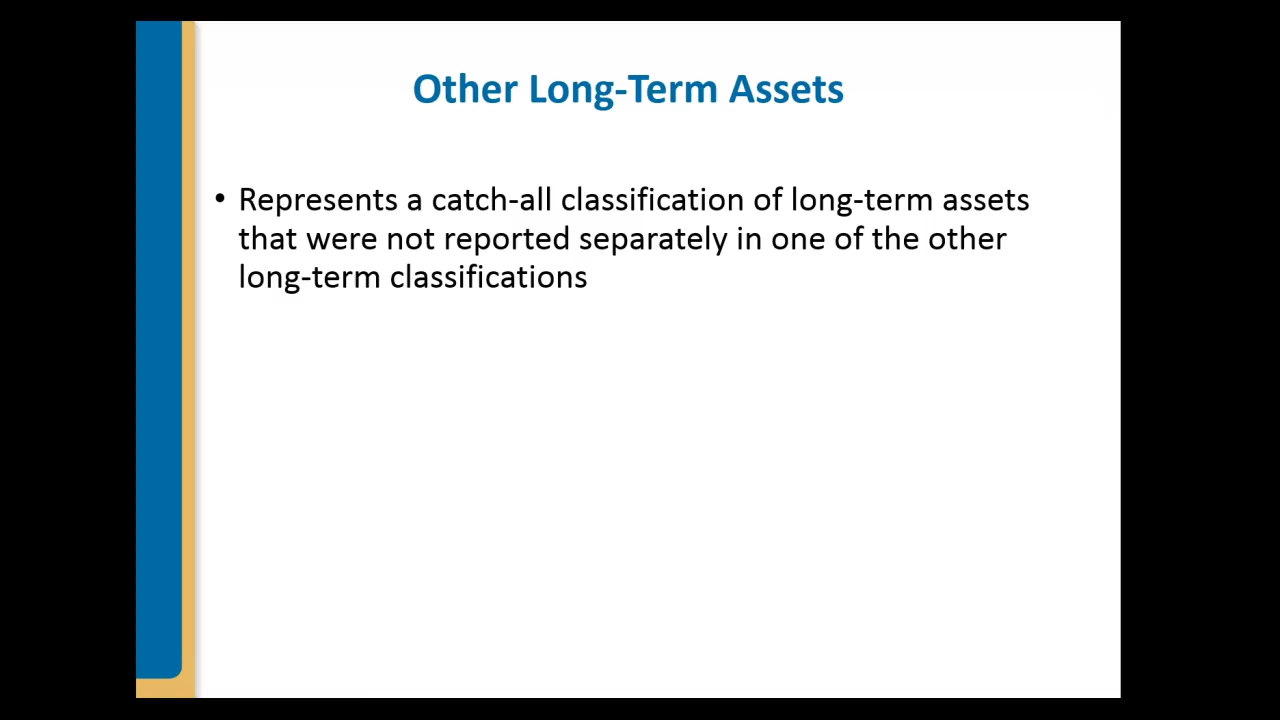 Other Long-Term Assets
• Represents a catch-all classification of long-term assets
that were not reported separately in one of the other
long-term classifications